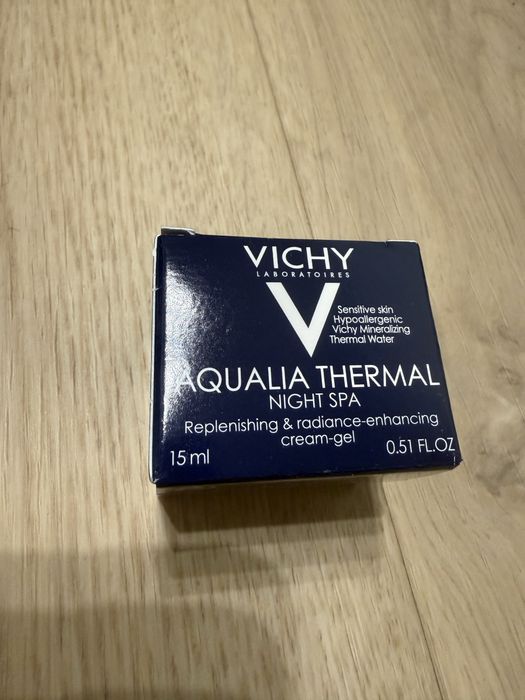 VICHY
LABORATOIRES
V
Sensitive skin
Hypoallergenic
Vichy Mineralizing
Thermal Water
AQUALIA THERMAL
NIGHT SPA
Replenishing & radiance-enhancing
cream-gel
15 ml 0.51 FL.OZ